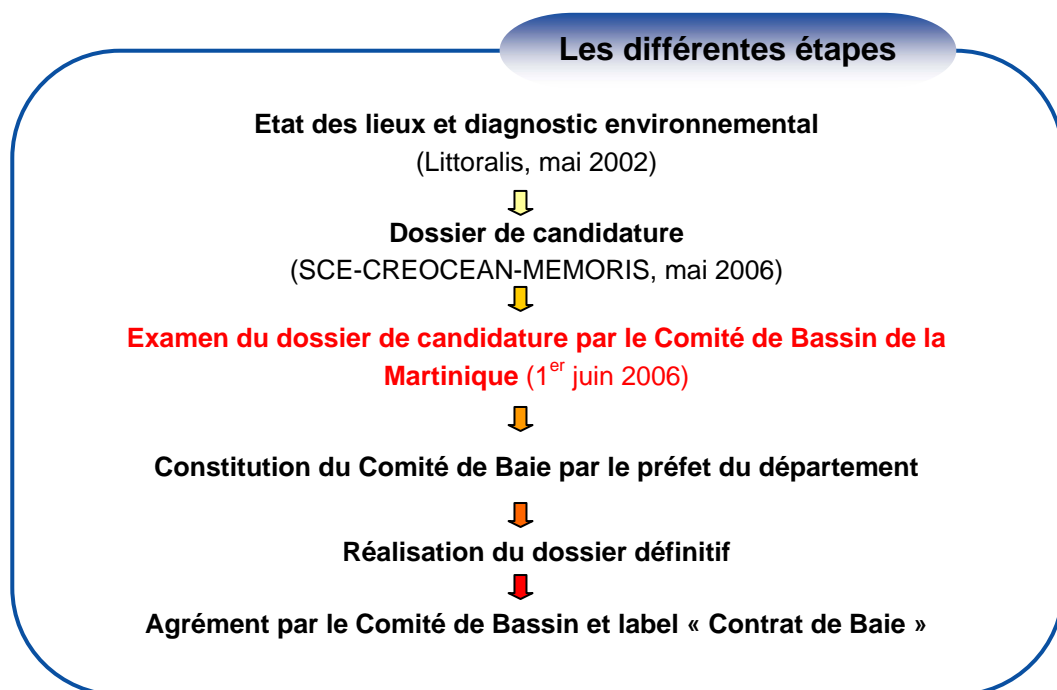 Les différentes étapes
Etat des lieux et diagnostic environnemental
(Littoralis, mai 2002)
Dossier de candidature
(SCE-CREOCEAN-MEMORIS, mai 2006)
Examen du dossier de candidature par le Comité de Bassin de la
Martinique (1er juin 2006)
Constitution du Comité de Baie par le préfet du département
Réalisation du dossier définitif
Agrément par le Comité de Bassin et label « Contrat de Baie »